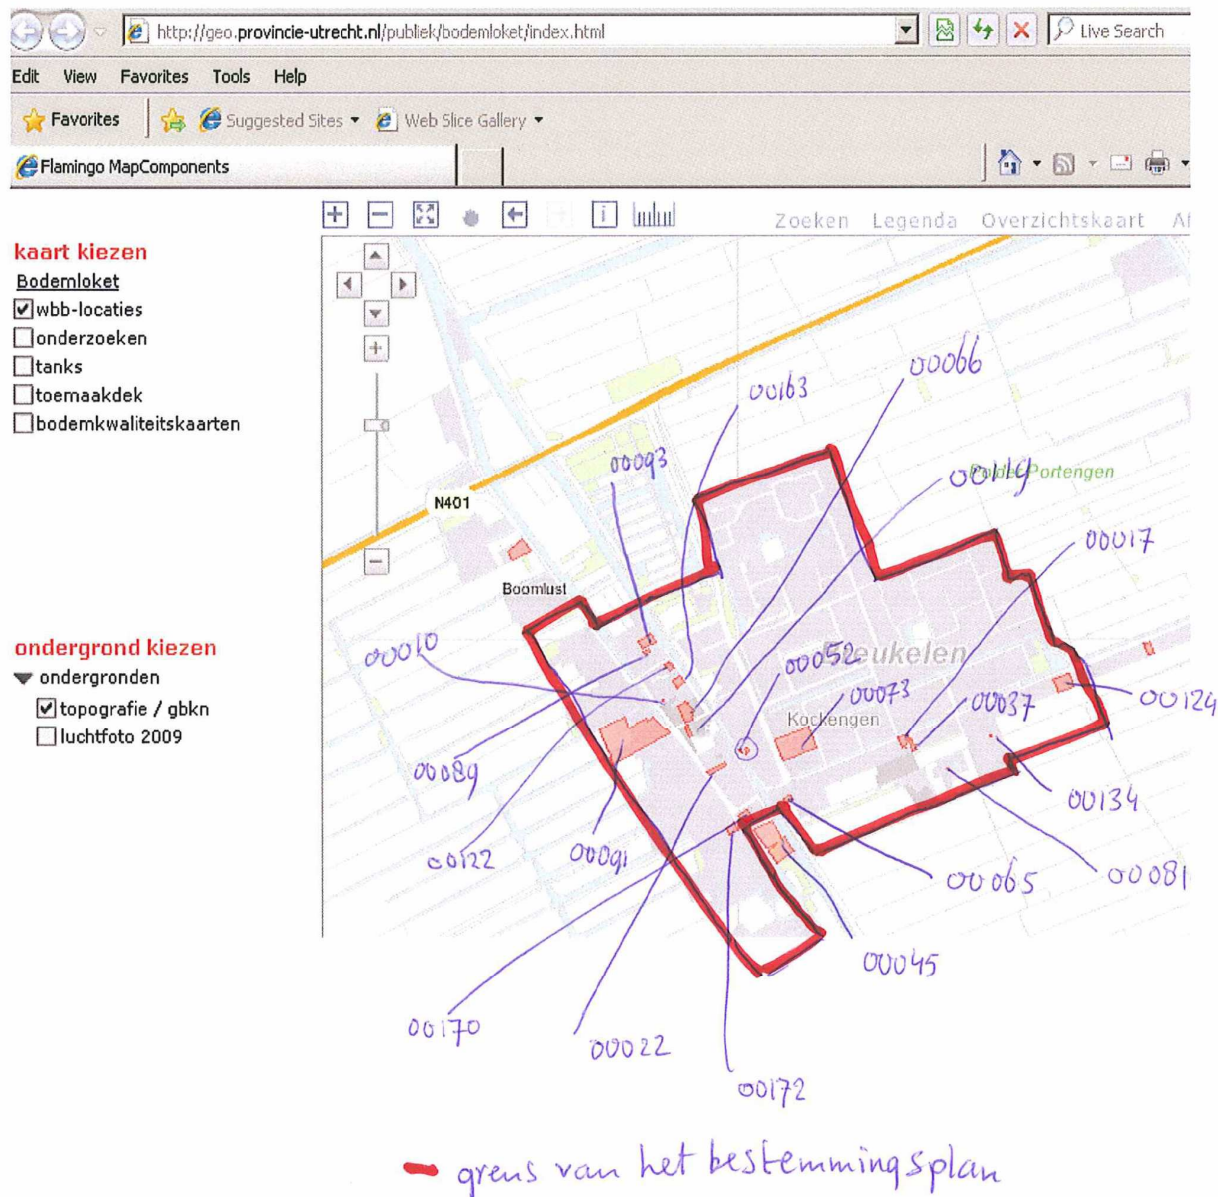 http://geo.provincie-utrecht.nl/publiek/bodemloket/index.html
Live Search
Edit View Favorites Tools Help
Favorites Suggested Sites Web Slice Gallery
Flamingo MapComponents
Zoeken Legenda Overzichtskaart
kaart kiezen
Bodemloket
wbb-locaties
onderzoeken
tanks
toemaakdek
bodemkwaliteitskaarten
ondergrond kiezen
ondergronden
topografie / gbkn
luchtfoto 2009
00066
00163
00093
00114
Polder Portengen
N401
00017
Boomlust
00010
00052
Breukelen
00073
00037
00124
Kockengen
00089
00134
00122
00091
00065
00081
00045
00170
00022
00172
grens van het bestemmingsplan